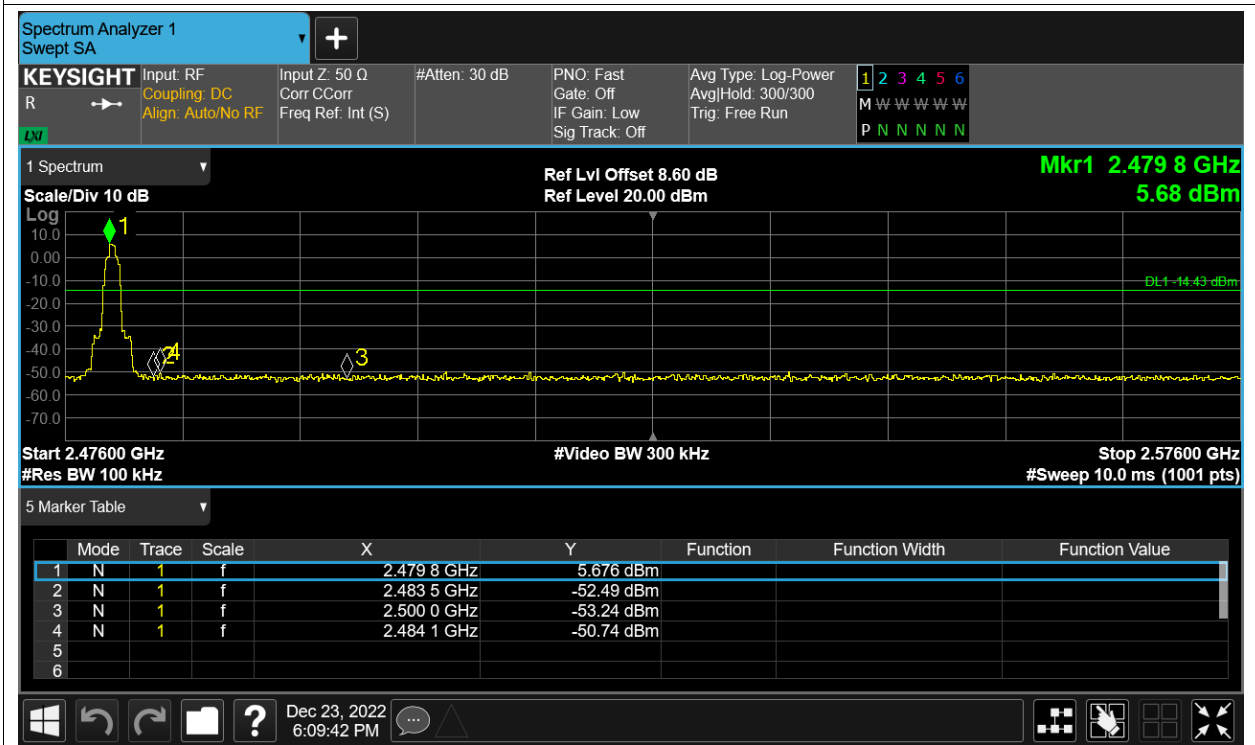 Spectrum Analyzer 1
Swept SA
KEYSIGHT Input: RF Input Z: 50 Ω #Atten: 30 dB PNO: Fast Avg Type: Log-Power 1 2 3 4 5 6
R Coupling: DC Corr CCorr Gate: Off Avg|Hold: 300/300 M W W W W W
Align: Auto/No RF Freq Ref: Int (S) IF Gain: Low Trig: Free Run
LXI Sig Track: Off P N N N N N
1 Spectrum Ref Lvl Offset 8.60 dB Mkr1 2.479 8 GHz
Scale/Div 10 dB Ref Level 20.00 dBm 5.68 dBm
Log
1
10.0
0.00
-10.0
DL1 -14.43 dBm
-20.0
-30.0
-40.0
2 4 3
-50.0
-60.0
-70.0
Start 2.47600 GHz #Video BW 300 kHz Stop 2.57600 GHz
#Res BW 100 kHz #Sweep 10.0 ms (1001 pts)
5 Marker Table
Mode Trace Scale X Y Function Function Width Function Value
1 N 1 f 2.479 8 GHz 5.676 dBm
2 N 1 f 2.483 5 GHz -52.49 dBm
3 N 1 f 2.500 0 GHz -53.24 dBm
4 N 1 f 2.484 1 GHz -50.74 dBm
5
6
? Dec 23, 2022
6:09:42 PM